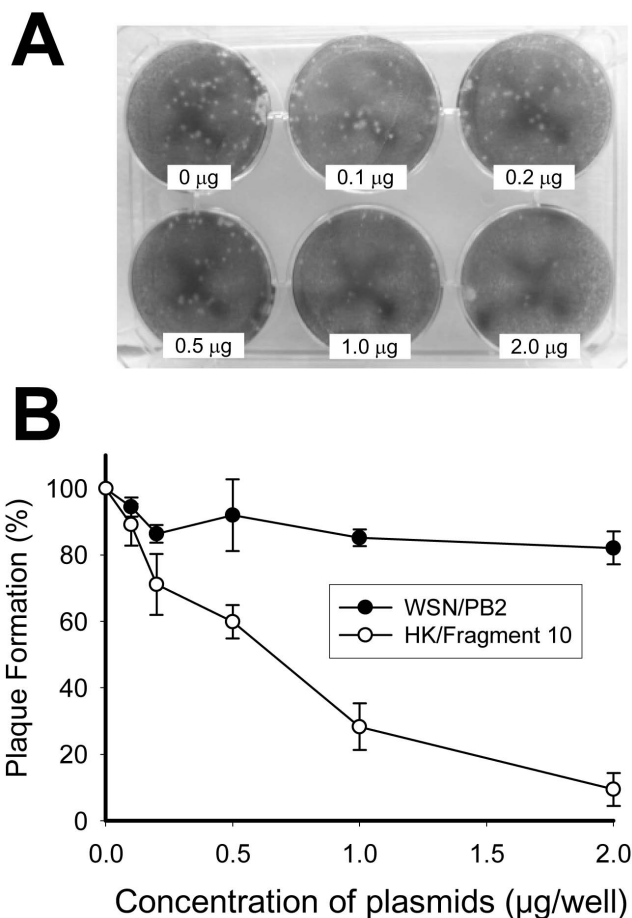 A
0 µg
0.1 µg
0.2 µg
0.5 µg
1.0 µg
2.0 µg
B
Plaque Formation (%)
100
80
60
40
20
0
WSN/PB2
HK/Fragment 10
0.0
0.5
1.0
1.5
2.0
Concentration of plasmids (µg/well)